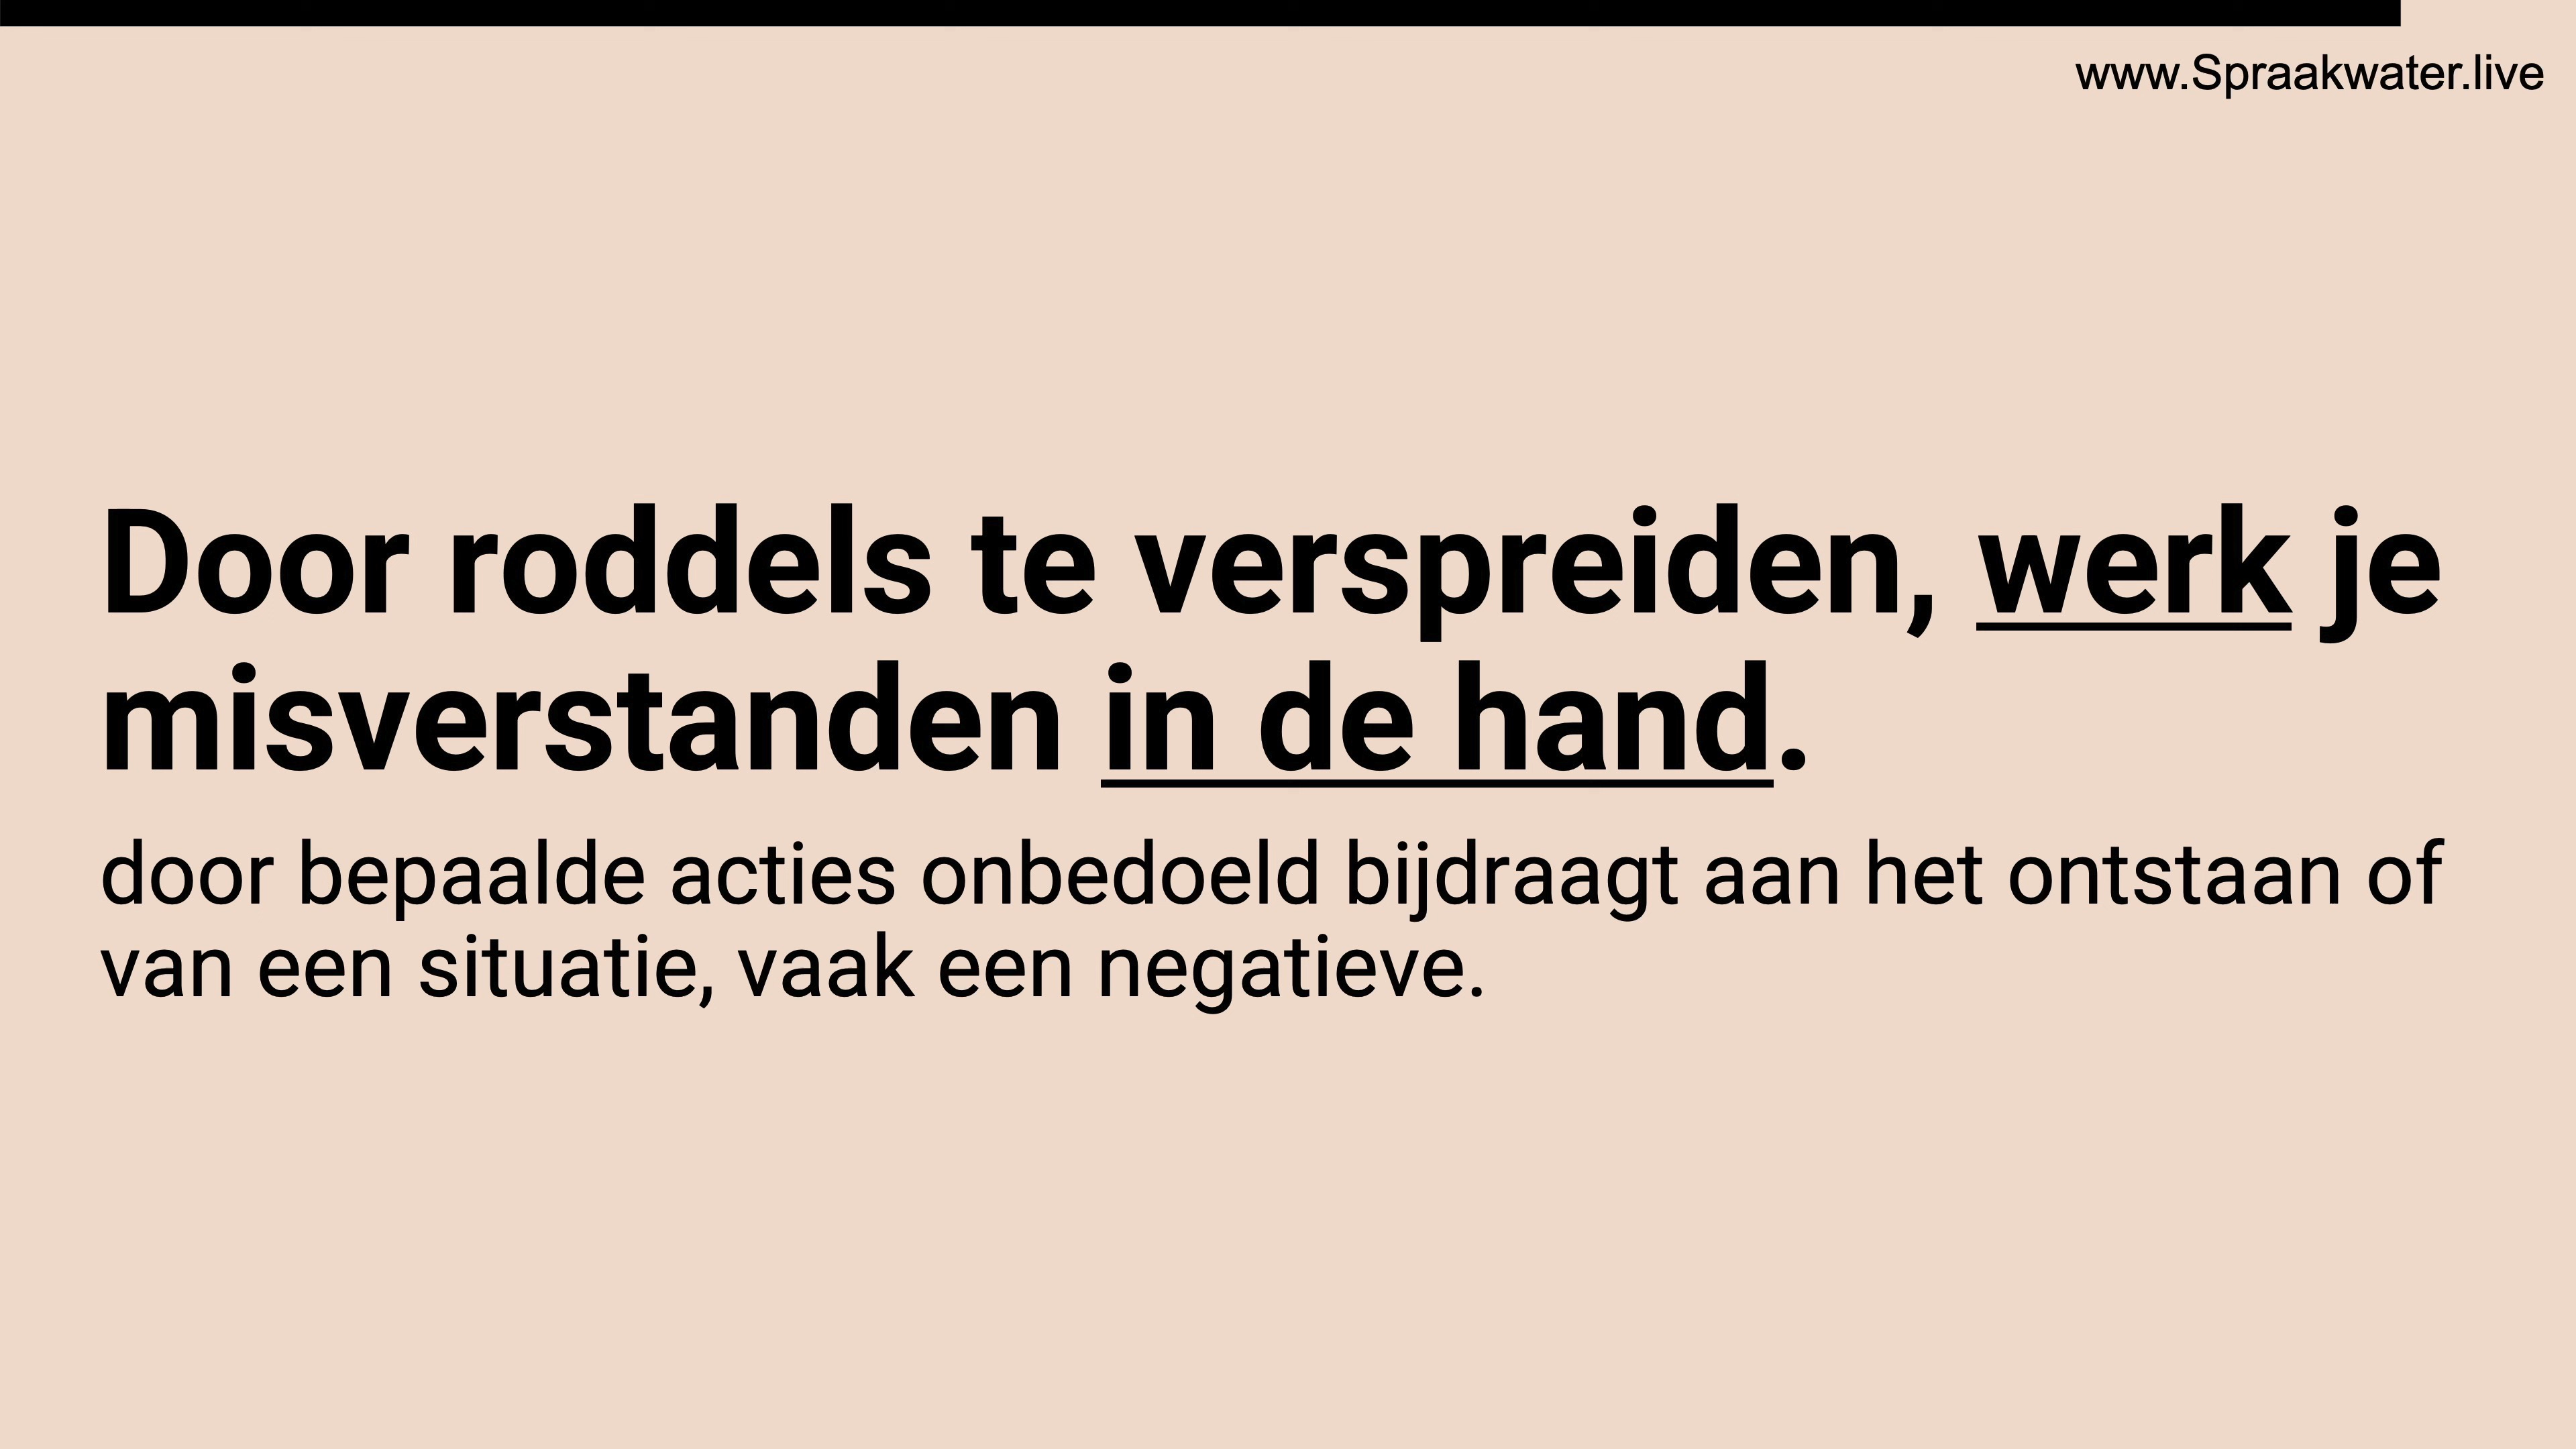 www.Spraakwater.live
Door roddels te verspreiden, werk je
misverstanden in de hand.
door bepaalde acties onbedoeld bijdraagt aan het ontstaan of
van een situatie, vaak een negatieve.